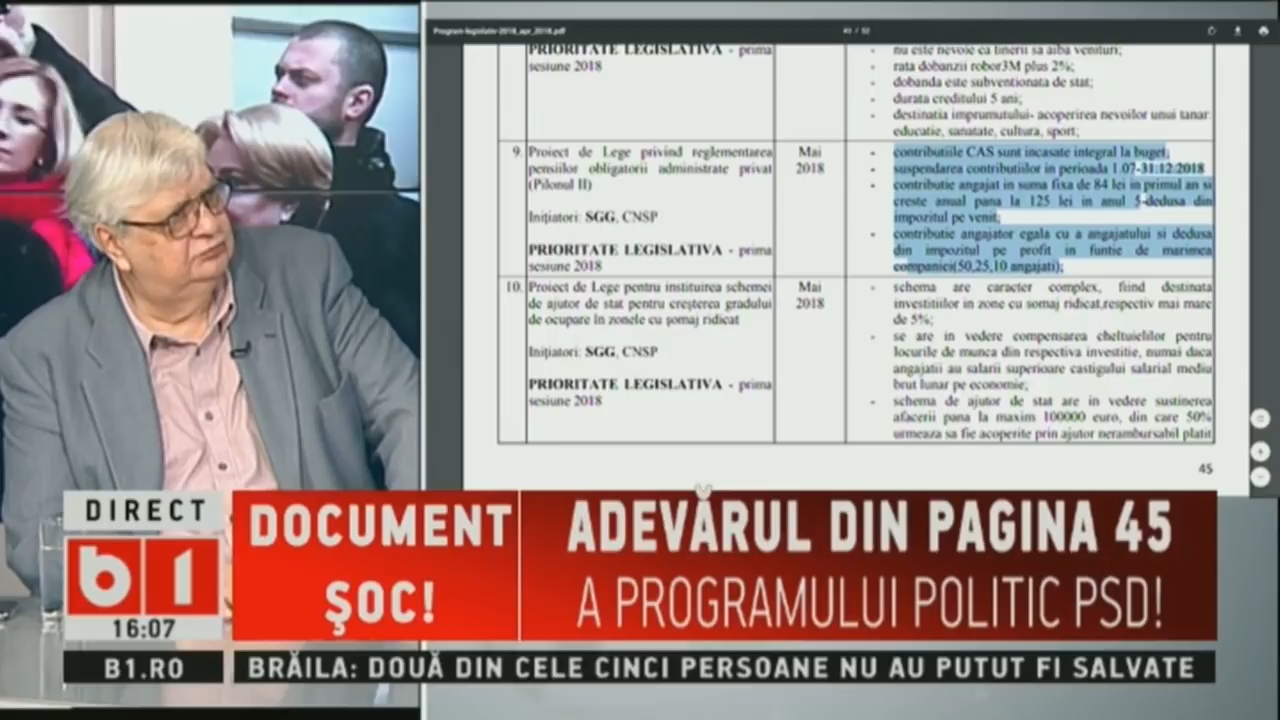 Program-legislativ-2018_apr_2018.pdf
45 / 52
PRIORITATE LEGISLATIVA - prima
sesiune 2018
nu este nevoie ca tinerii sa aiba venituri;
- rata dobanzii robor3M plus 2%;
- dobanda este subventionata de stat;
- durata creditului 5 ani;
- destinatia imprumutului- acoperirea nevoilor unui tanar:
educatie, sanatate, cultura, sport;
9. Proiect de Lege privind reglementarea
pensiilor obligatorii administrate privat
(Pilonul II)
Inițiatori: SGG, CNSP
PRIORITATE LEGISLATIVA - prima
sesiune 2018
Mai
2018
- contributiile CAS sunt incasate integral la buget;
- suspendarea contributiilor in perioada 1.07-31.12.2018
- contributie angajat in suma fixa de 84 lei in primul an si
creste anual pana la 125 lei in anul 5-dedusa din
impozitul pe venit;
- contributie angajator egala cu a angajatului si dedusa
din impozitul pe profit in funtie de marimea
companiei(50,25,10 angajati);
10. Proiect de Lege pentru instituirea schemei
de ajutor de stat pentru creșterea gradului
de ocupare în zonele cu șomaj ridicat
Inițiatori: SGG, CNSP
PRIORITATE LEGISLATIVA - prima
sesiune 2018
Mai
2018
- schema are caracter complex, fiind destinata
investitiilor in zone cu somaj ridicat,respectiv mai mare
de 5%;
- se are in vedere compensarea cheltuielilor pentru
locurile de munca din respectiva investitie, numai daca
angajatii au salarii superioare castigului salarial mediu
brut lunar pe economie;
- schema de ajutor de stat are in vedere sustinerea
afacerii pana la maxim 100000 euro, din care 50%
urmeaza sa fie acoperite prin ajutor nerambursabil platit
45
DIRECT
b1
16:07
B1.RO
DOCUMENT
ŞOC!
ADEVĂRUL DIN PAGINA 45
A PROGRAMULUI POLITIC PSD!
BRĂILA: DOUĂ DIN CELE CINCI PERSOANE NU AU PUTUT FI SALVATE